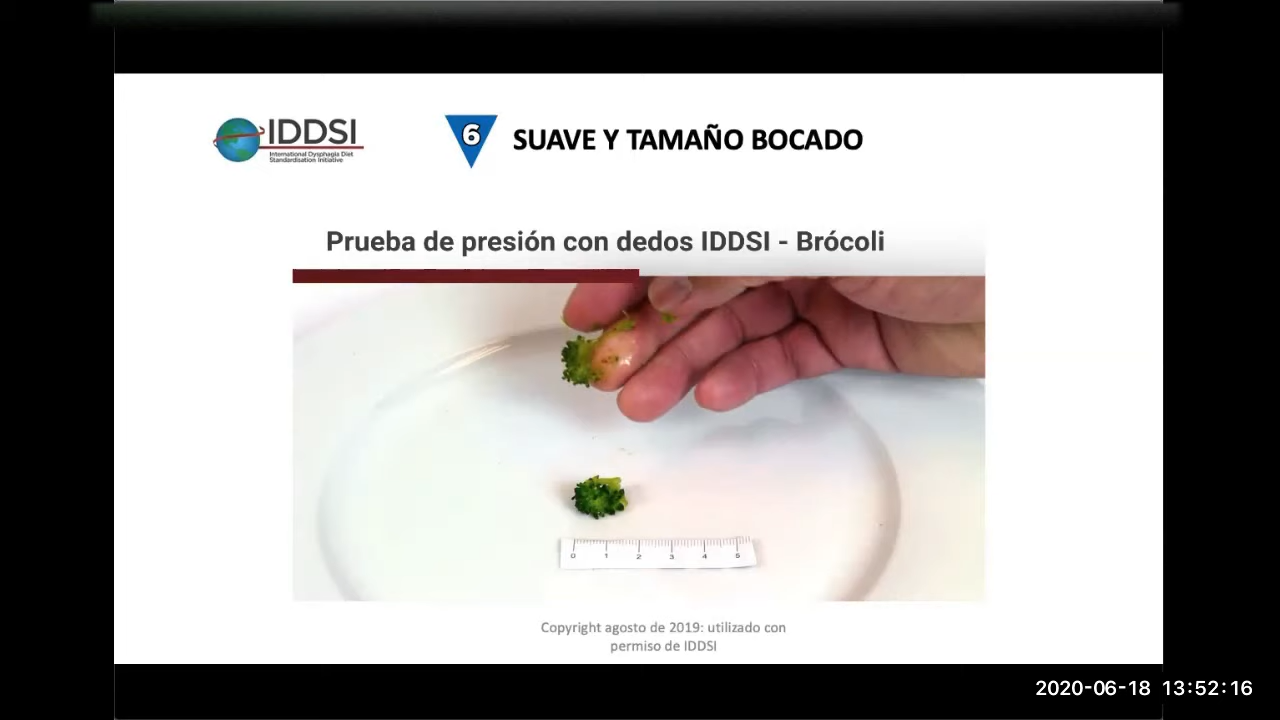 IDDSI
International Dysphagia Diet
Standardisation Initiative
6
SUAVE Y TAMAÑO BOCADO
Prueba de presión con dedos IDDSI - Brócoli
0 1 2 3 4 5
Copyright agosto de 2019: utilizado con
permiso de IDDSI
2020-06-18 13:52:16